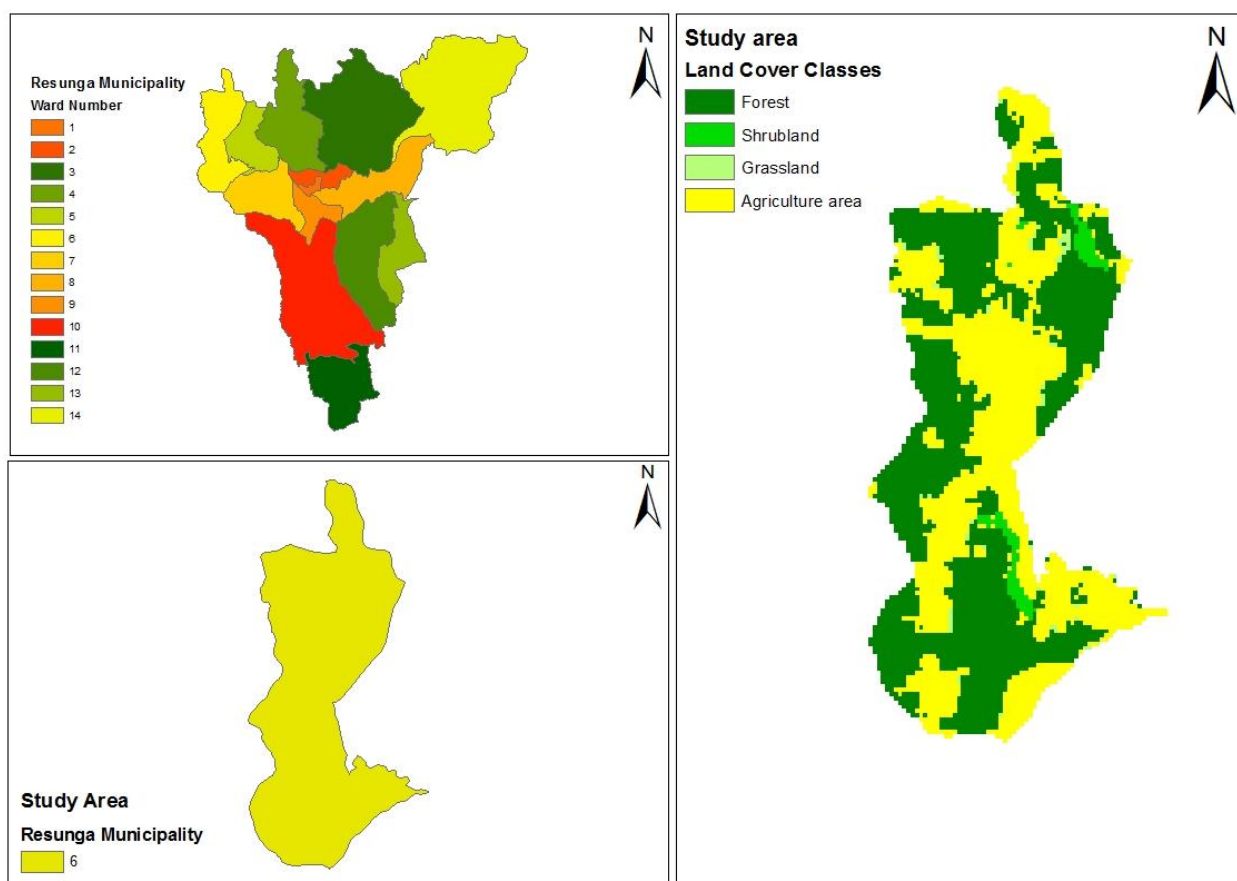 N
Resunga Municipality
Ward Number
1
2
3
4
5
6
7
8
9
10
11
12
13
14
N
Study Area
Resunga Municipality
6
Study area
Land Cover Classes
N
Forest
Shrubland
Grassland
Agriculture area